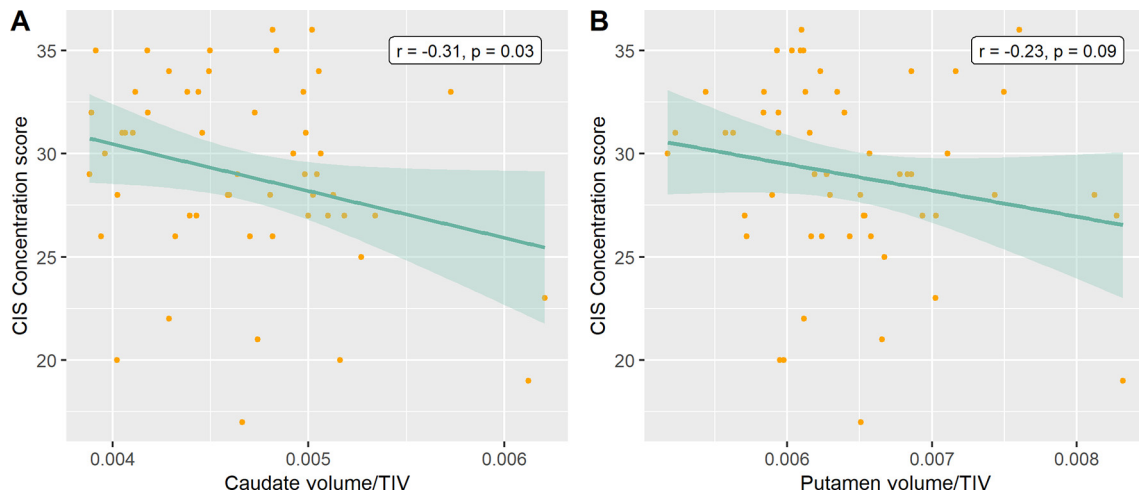 A
r = -0.31, p = 0.03
CIS Concentration score
35
30
25
20
0.004
0.005
0.006
Caudate volume/TIV
B
r = -0.23, p = 0.09
CIS Concentration score
35
30
25
20
0.006
0.007
0.008
Putamen volume/TIV